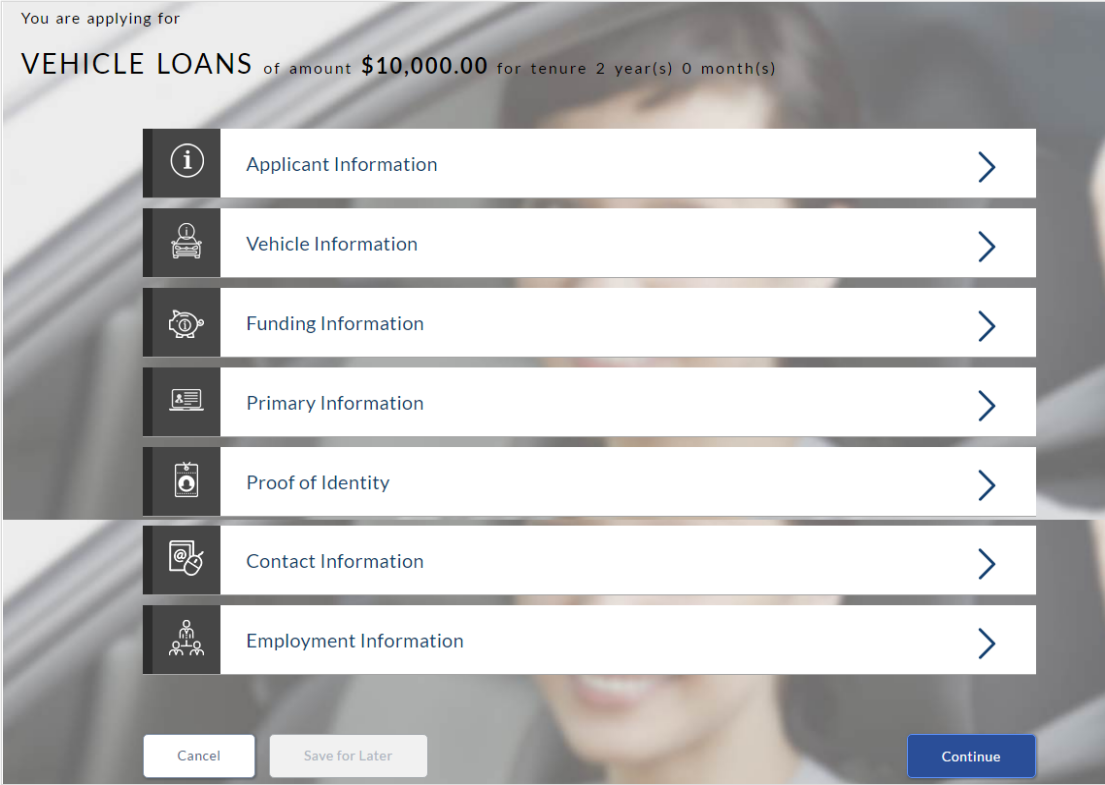 You are applying for
VEHICLE LOANS of amount $10,000.00 for tenure 2 year(s) 0 month(s)
Applicant Information
Vehicle Information
Funding Information
Primary Information
Proof of Identity
Contact Information
Employment Information
Cancel Save for Later Continue